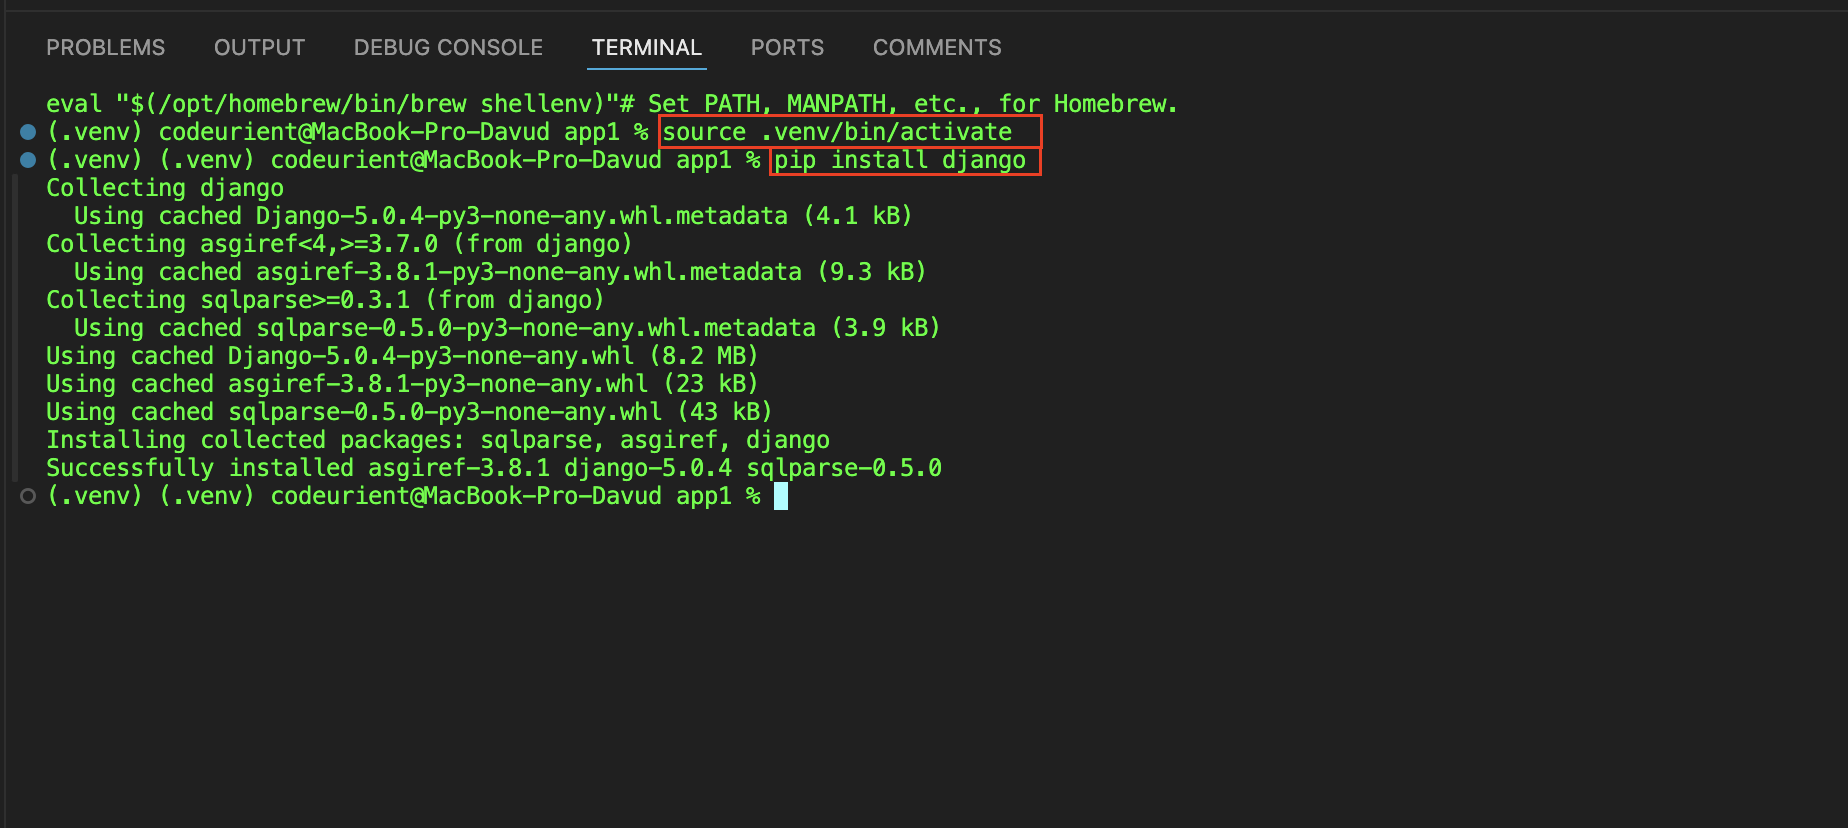 PROBLEMS OUTPUT DEBUG CONSOLE TERMINAL PORTS COMMENTS
eval "$(/opt/homebrew/bin/brew shellenv)"# Set PATH, MANPATH, etc., for Homebrew.
(.venv) codeurient@MacBook-Pro-Davud app1 % source .venv/bin/activate
(.venv) (.venv) codeurient@MacBook-Pro-Davud app1 % pip install django
Collecting django
  Using cached Django-5.0.4-py3-none-any.whl.metadata (4.1 kB)
Collecting asgiref<4,>=3.7.0 (from django)
  Using cached asgiref-3.8.1-py3-none-any.whl.metadata (9.3 kB)
Collecting sqlparse>=0.3.1 (from django)
  Using cached sqlparse-0.5.0-py3-none-any.whl.metadata (3.9 kB)
Using cached Django-5.0.4-py3-none-any.whl (8.2 MB)
Using cached asgiref-3.8.1-py3-none-any.whl (23 kB)
Using cached sqlparse-0.5.0-py3-none-any.whl (43 kB)
Installing collected packages: sqlparse, asgiref, django
Successfully installed asgiref-3.8.1 django-5.0.4 sqlparse-0.5.0
(.venv) (.venv) codeurient@MacBook-Pro-Davud app1 %